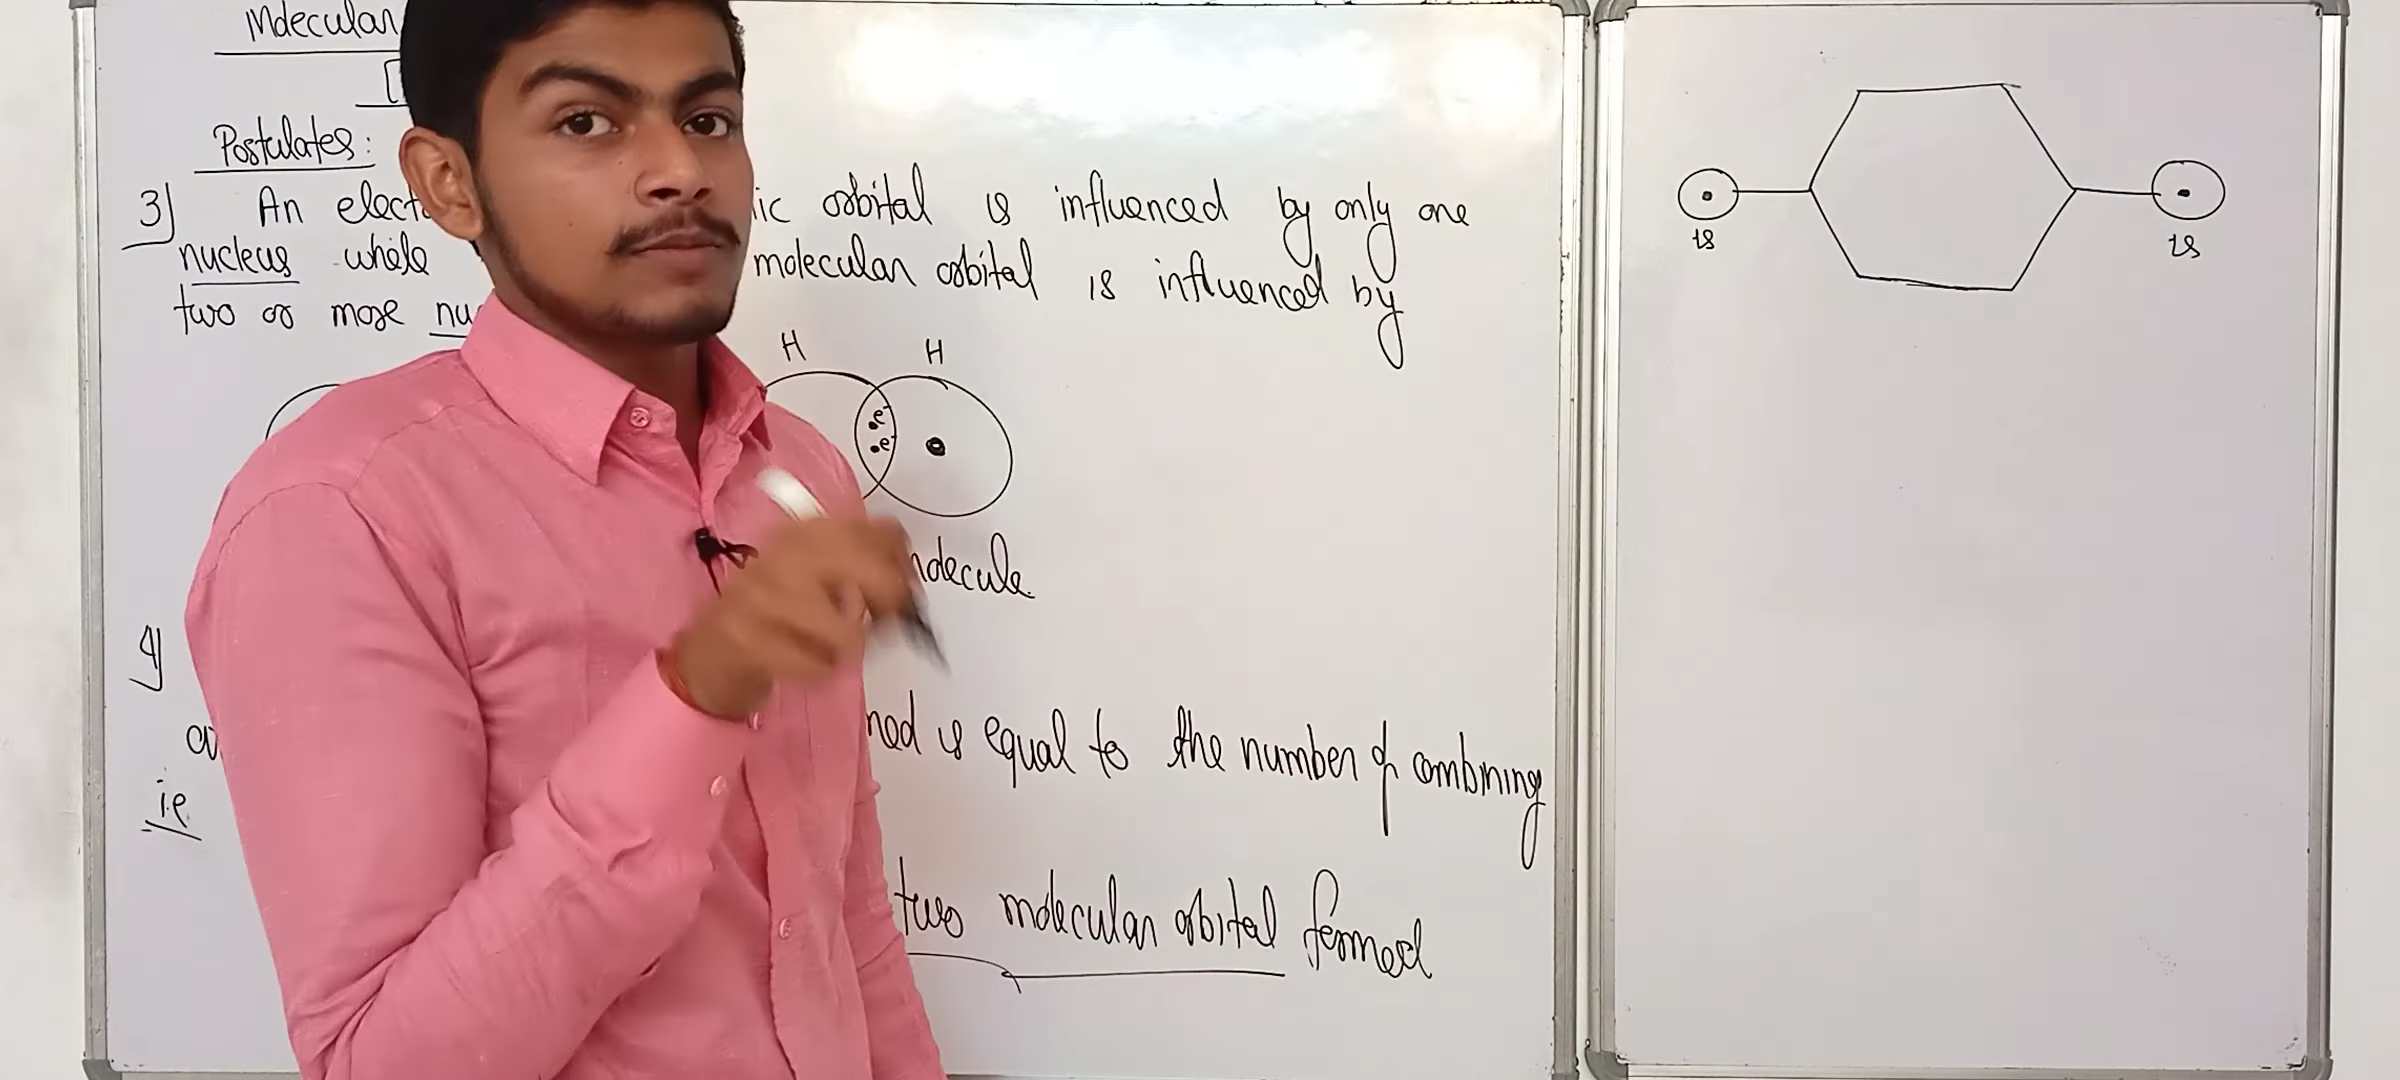 Molecular
Postulates:
3) An elect ic orbital is influenced by only one
nucleus while molecular orbital is influenced by
two or more nu
H H
e⁻
e⁻
molecule.
4)
ned is equal to the number of combining
i.e
two molecular orbital formed
1s 1s